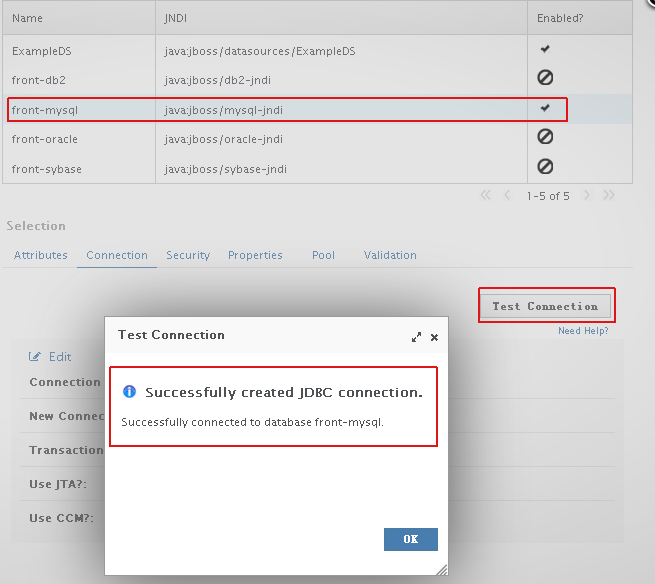 Name JNDI Enabled?
ExampleDS java:jboss/datasources/ExampleDS
front-db2 java:jboss/db2-jndi
front-mysql java:jboss/mysql-jndi
front-oracle java:jboss/oracle-jndi
front-sybase java:jboss/sybase-jndi
« ‹ 1-5 of 5 › »
Selection
Attributes Connection Security Properties Pool Validation
Test Connection
Need Help?
Edit
Connection
New Connec
Transaction
Use JTA?:
Use CCM?:
Test Connection
Successfully created JDBC connection.
Successfully connected to database front-mysql.
OK